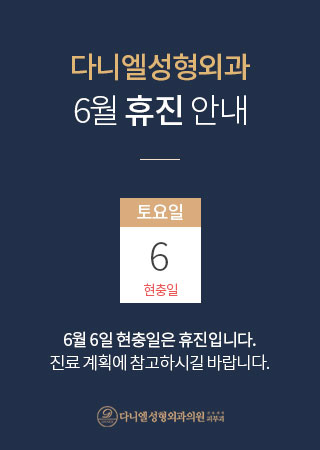 다니엘성형외과
6월 휴진 안내
토요일
6
현충일
6월 6일 현충일은 휴진입니다.
진료 계획에 참고하시길 바랍니다.
다니엘성형외과의원
피부과